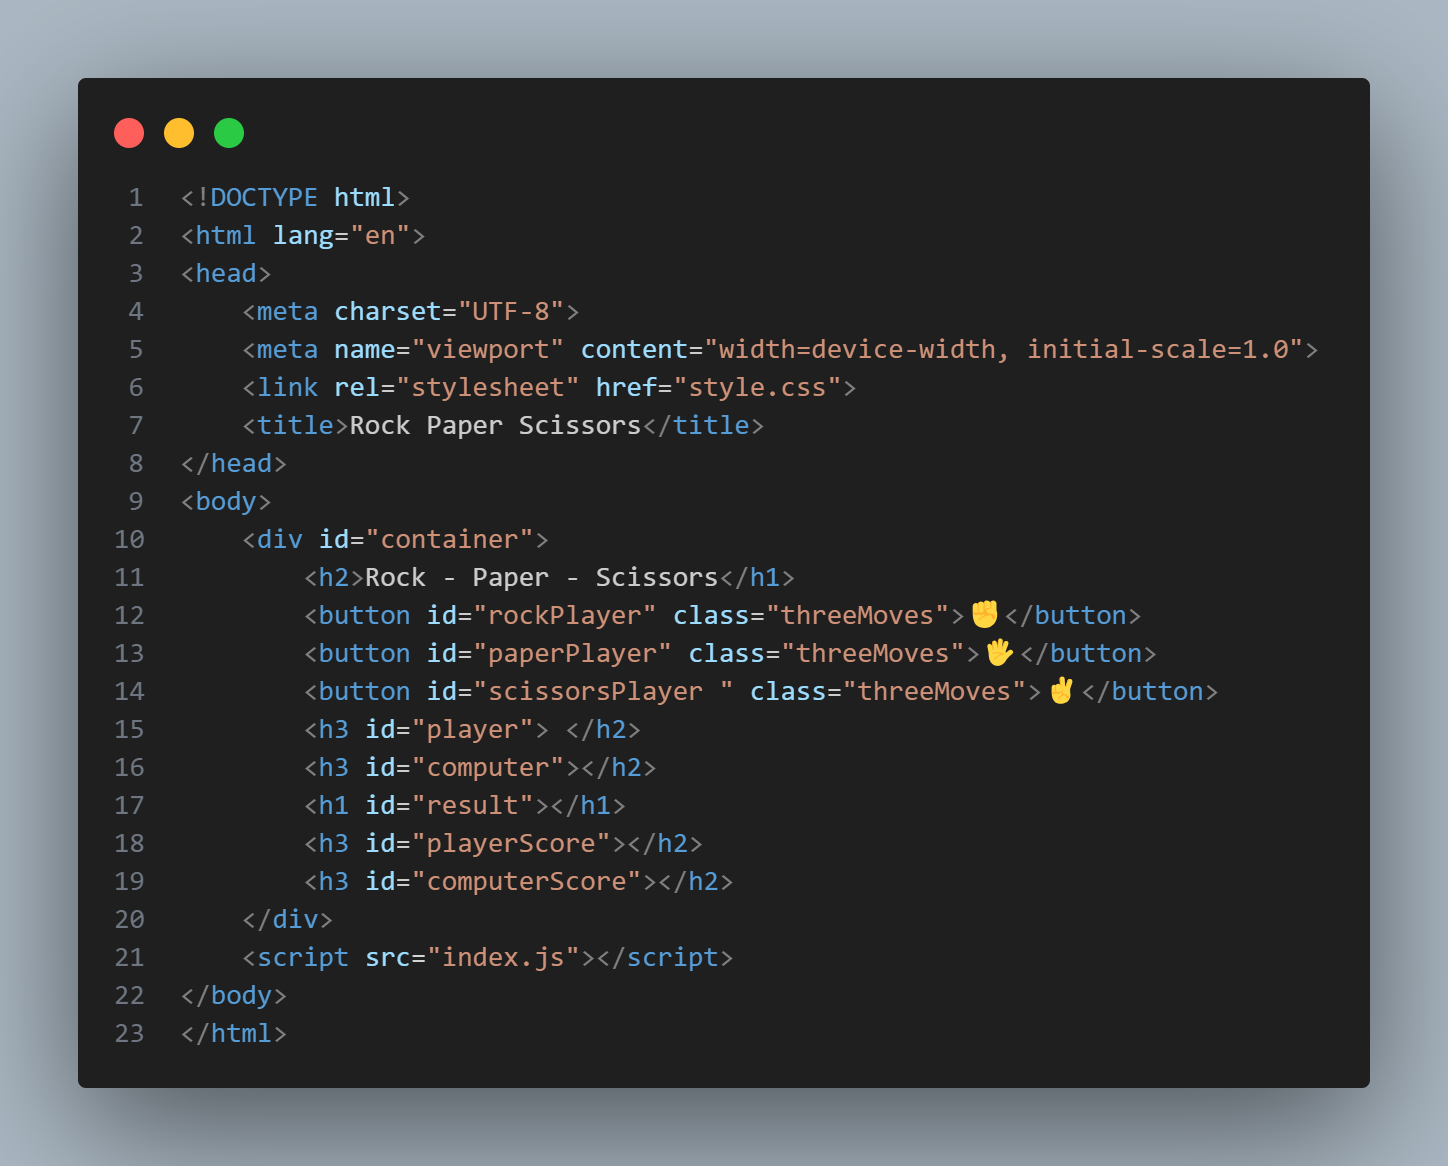 1 <!DOCTYPE html>
2 <html lang="en">
3 <head>
4     <meta charset="UTF-8">
5     <meta name="viewport" content="width=device-width, initial-scale=1.0">
6     <link rel="stylesheet" href="style.css">
7     <title>Rock Paper Scissors</title>
8 </head>
9 <body>
10     <div id="container">
11         <h2>Rock - Paper - Scissors</h1>
12         <button id="rockPlayer" class="threeMoves">✊</button>
13         <button id="paperPlayer" class="threeMoves">🖐</button>
14         <button id="scissorsPlayer " class="threeMoves">✌</button>
15         <h3 id="player"> </h2>
16         <h3 id="computer"></h2>
17         <h1 id="result"></h1>
18         <h3 id="playerScore"></h2>
19         <h3 id="computerScore"></h2>
20     </div>
21     <script src="index.js"></script>
22 </body>
23 </html>